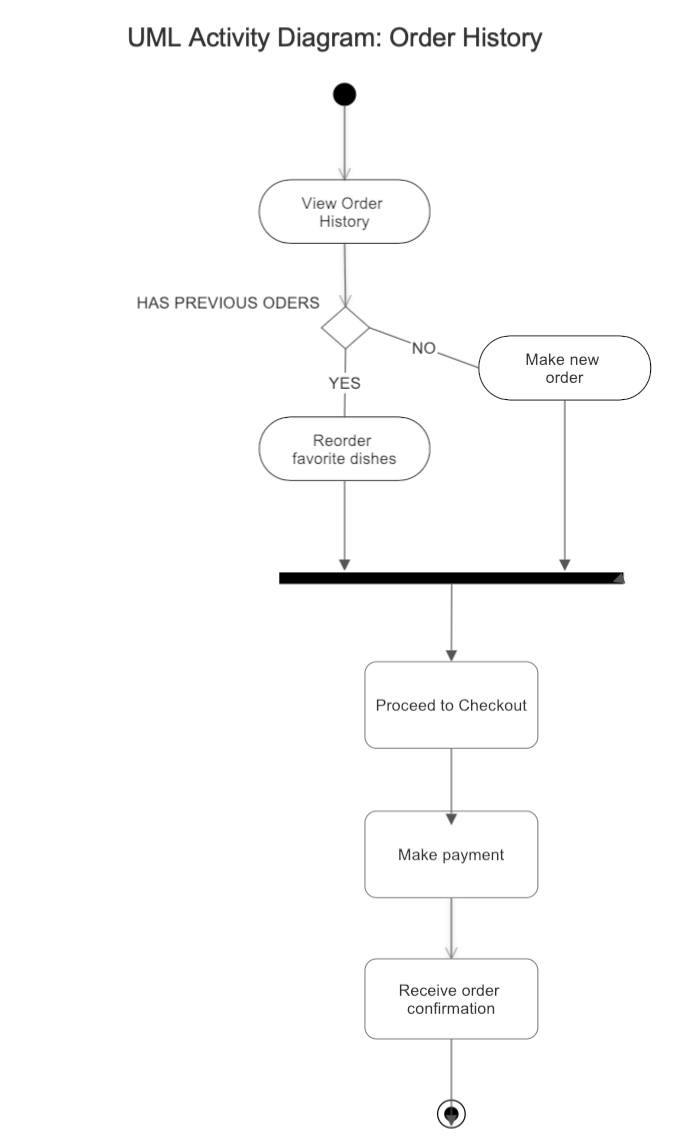 UML Activity Diagram: Order History
View Order
History
HAS PREVIOUS ODERS
NO
Make new
order
YES
Reorder
favorite dishes
Proceed to Checkout
Make payment
Receive order
confirmation